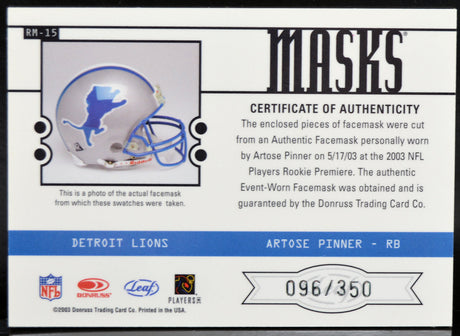 RM-15
MASKS
CERTIFICATE OF AUTHENTICITY
The enclosed pieces of facemask were cut
from an Authentic Facemask personally worn
by Artose Pinner on 5/17/03 at the 2003 NFL
Players Rookie Premiere. The authentic
Event-Worn Facemask was obtained and is
guaranteed by the Donruss Trading Card Co.
Riddell
This is a photo of the actual facemask
from which these swatches were taken.
DETROIT LIONS
ARTOSE PINNER - RB
NFL
DONRUSS
Leaf
PLAYERS
096/350
©2003 Donruss Trading Card Co. Printed in the USA.